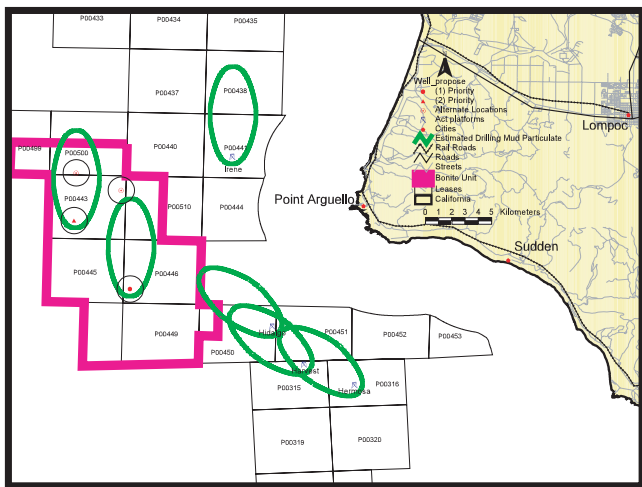 P00433
P00434
P00435
P00437
P00438
Well_propose
(1) Priority
(2) Priority
Alternate Locations
Act platforms
Cities
Estimated Drilling Mud Particulate
Rail Roads
Roads
Streets
Bonito Unit
Leases
California
0 1 2 3 4 5 Kilometers
Lompoc
P00499
P00500
P00440
P00441
Irene
P00443
P00510
P00444
Point Arguello
Sudden
P00445
P00446
P00449
P00450
Hidalgo
P00451
P00452
P00453
Harvest
P00315
Hermosa
P00316
P00319
P00320